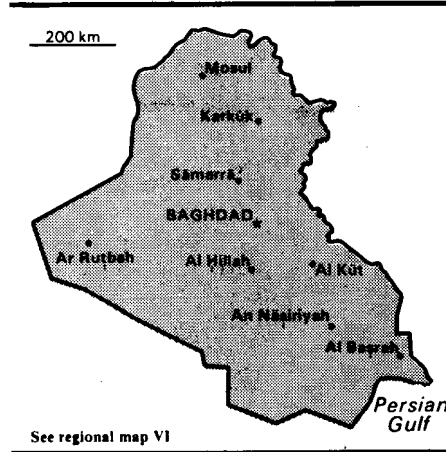 200 km
Mosul
Karkūk
Sāmarrā
BAGHDAD
Ar Rutbah
Al Hillah
Al Kūt
An Nāsiriyah
Al Başrah
Persian
Gulf
See regional map VI